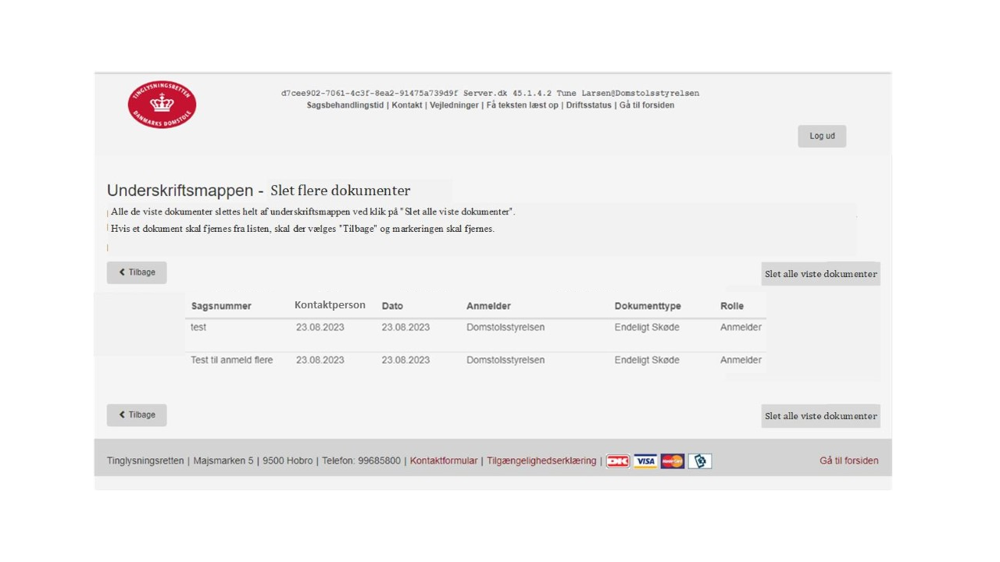 TINGLYSNINGSRETTEN
DANMARKS DOMSTOLE
d7cee902-7061-4c3f-8ea2-91475a739d9f Server.dk 45.1.4.2 Tune Larsen@Domstolsstyrelsen
Sagsbehandlingstid | Kontakt | Vejledninger | Få teksten læst op | Driftsstatus | Gå til forsiden
Log ud
Underskriftsmappen - Slet flere dokumenter
Alle de viste dokumenter slettes helt af underskriftsmappen ved klik på "Slet alle viste dokumenter".
Hvis et dokument skal fjernes fra listen, skal der vælges "Tilbage" og markeringen skal fjernes.
Tilbage Slet alle viste dokumenter
Sagsnummer Kontaktperson Dato Anmelder Dokumenttype Rolle
test 23.08.2023 23.08.2023 Domstolsstyrelsen Endeligt Skøde Anmelder
Test til anmeld flere 23.08.2023 23.08.2023 Domstolsstyrelsen Endeligt Skøde Anmelder
Tilbage Slet alle viste dokumenter
Tinglysningsretten | Majsmarken 5 | 9500 Hobro | Telefon: 99685800 | Kontaktformular | Tilgængelighedserklæring | DK VISA MasterCard Gå til forsiden